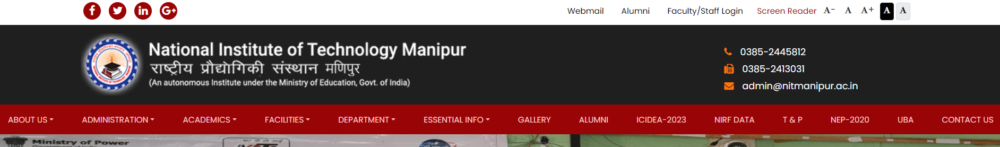 Webmail Alumni Faculty/Staff Login Screen Reader A- A A+ A A
National Institute of Technology Manipur
राष्ट्रीय प्रौद्योगिकी संस्थान मणिपुर
(An autonomous Institute under the Ministry of Education, Govt. of India)
0385-2445812
0385-2413031
admin@nitmanipur.ac.in
ABOUT US ADMINISTRATION ACADEMICS FACILITIES DEPARTMENT ESSENTIAL INFO GALLERY ALUMNI ICIDEA-2023 NIRF DATA T & P NEP-2020 UBA CONTACT US
Ministry of Power